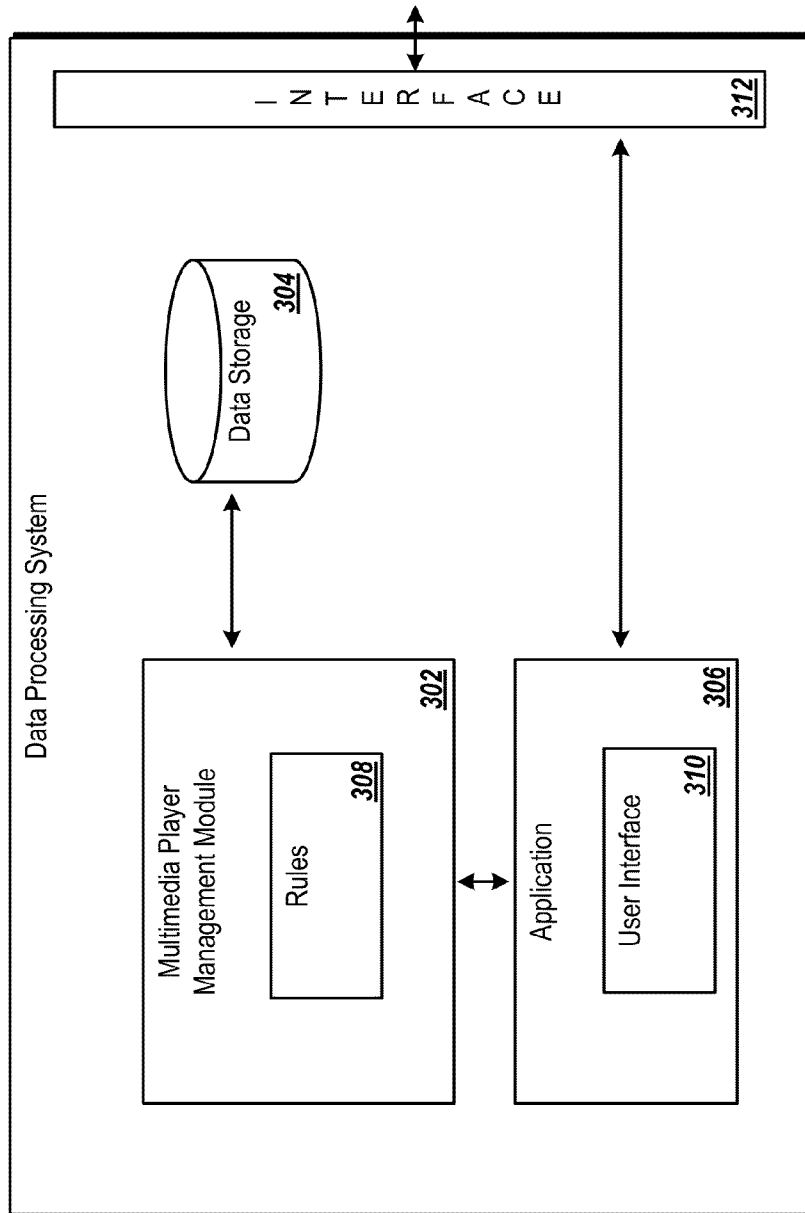 Data Processing System
Multimedia Player
Management Module
Rules
308
302
Data Storage
304
Application
User Interface
310
306
INTERFACE
312